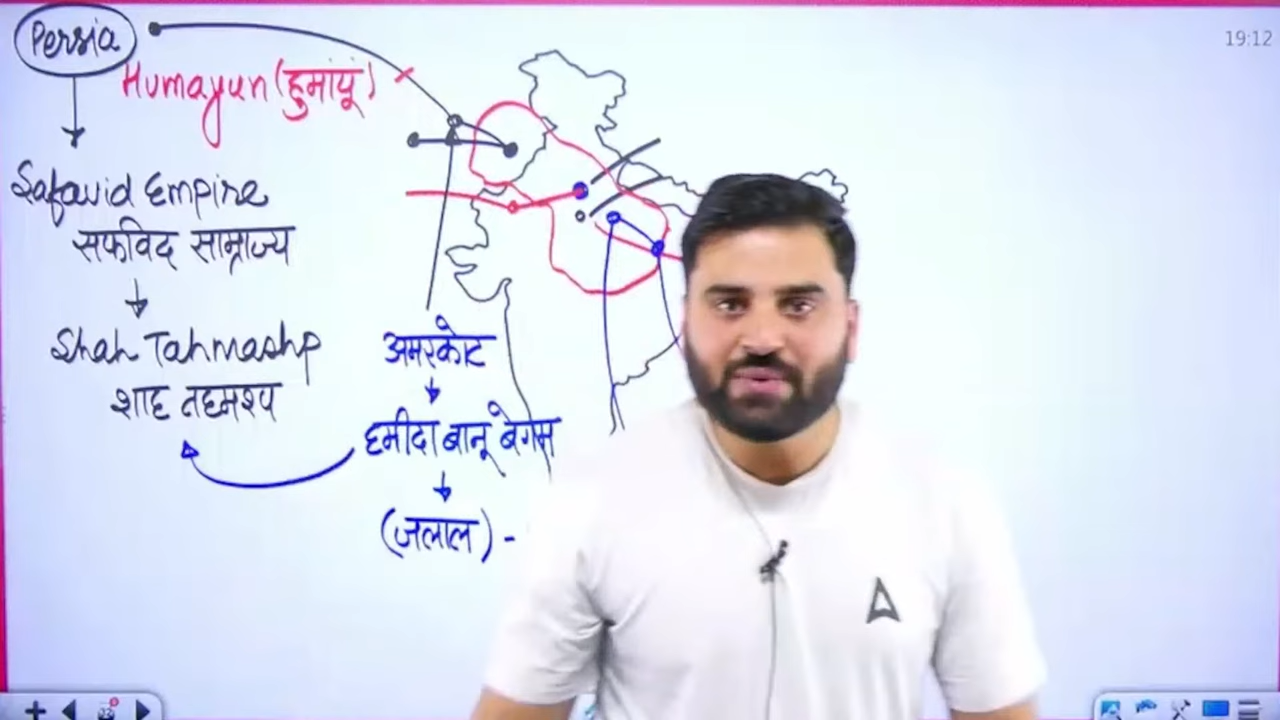 Persia
19:12
Humayun (हुमांयू)
Safavid Empire
सफविद साम्राज्य
Shah Tahmashp
शाह तहमश्प
अमरकोट
हमीदा बानू बेगम
(जलाल) -